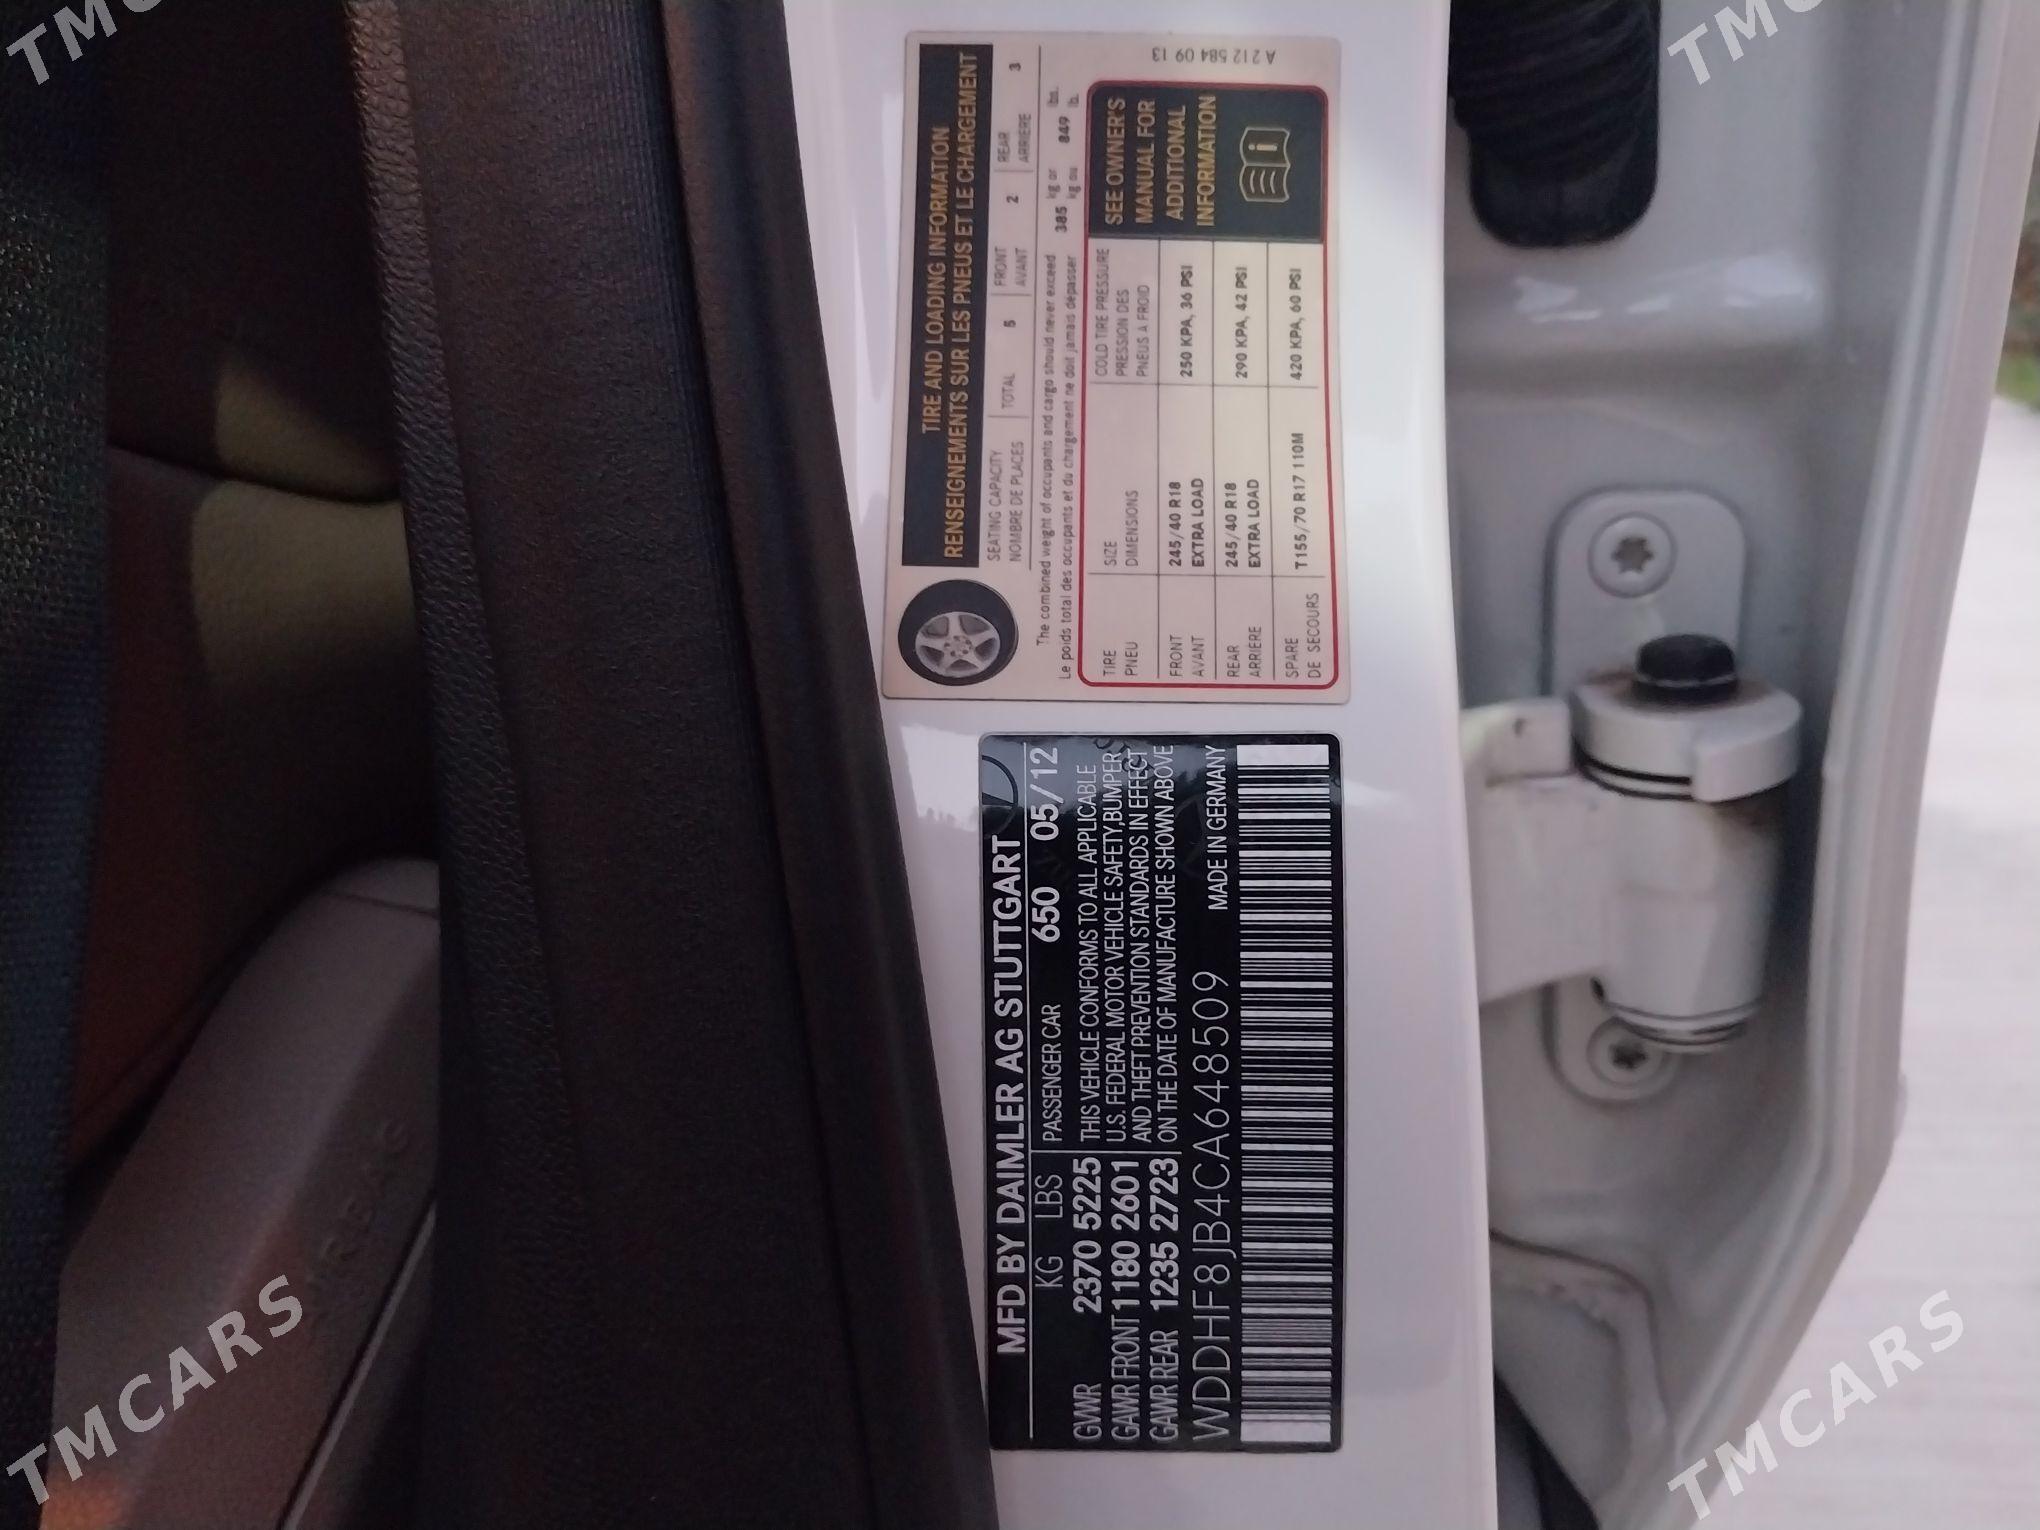 A 212 584 09 13
TIRE AND LOADING INFORMATION
RENSEIGNEMENTS SUR LES PNEUS ET LE CHARGEMENT
SEATING CAPACITY
NOMBRE DE PLACES
TOTAL 5
FRONT
AVANT 2
REAR
ARRIÈRE 3
The combined weight of occupants and cargo should never exceed 385 kg or 849 lbs.
Le poids total des occupants et du chargement ne doit jamais dépasser kg ou lb.
TIRE
PNEU
SIZE
DIMENSIONS
COLD TIRE PRESSURE
PRESSION DES
PNEUS A FROID
FRONT
AVANT
245/40 R18
EXTRA LOAD
250 KPA, 36 PSI
REAR
ARRIERE
245/40 R18
EXTRA LOAD
290 KPA, 42 PSI
SPARE
DE SECOURS
T155/70 R17 110M
420 KPA, 60 PSI
SEE OWNER'S
MANUAL FOR
ADDITIONAL
INFORMATION
MFD BY DAIMLER AG STUTTGART
KG LBS PASSENGER CAR 650 05/12
GVWR 2370 5225
GAWR FRONT 1180 2601
GAWR REAR 1235 2723
THIS VEHICLE CONFORMS TO ALL APPLICABLE
U.S. FEDERAL MOTOR VEHICLE SAFETY,BUMPER
AND THEFT PREVENTION STANDARDS IN EFFECT
ON THE DATE OF MANUFACTURE SHOWN ABOVE
WDDHF8JB4CA648509 MADE IN GERMANY
AIRBAG
TMCARS
TMCARS